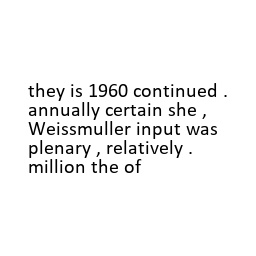 they is 1960 continued .
annually certain she ,
Weissmuller input was
plenary , relatively .
million the of